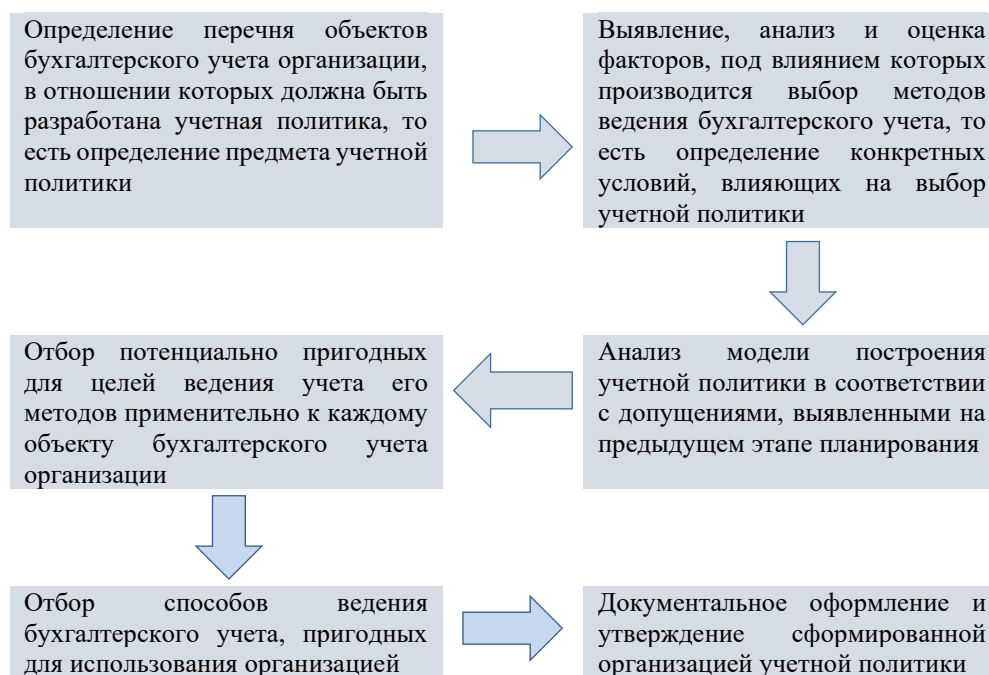 Определение перечня объектов
бухгалтерского учета организации,
в отношении которых должна быть
разработана учетная политика, то
есть определение предмета учетной
политики
Выявление, анализ и оценка
факторов, под влиянием которых
производится выбор методов
ведения бухгалтерского учета, то
есть определение конкретных
условий, влияющих на выбор
учетной политики
Анализ модели построения
учетной политики в соответствии
с допущениями, выявленными на
предыдущем этапе планирования
Отбор потенциально пригодных
для целей ведения учета его
методов применительно к каждому
объекту бухгалтерского учета
организации
Отбор способов ведения
бухгалтерского учета, пригодных
для использования организацией
Документальное оформление и
утверждение сформированной
организацией учетной политики